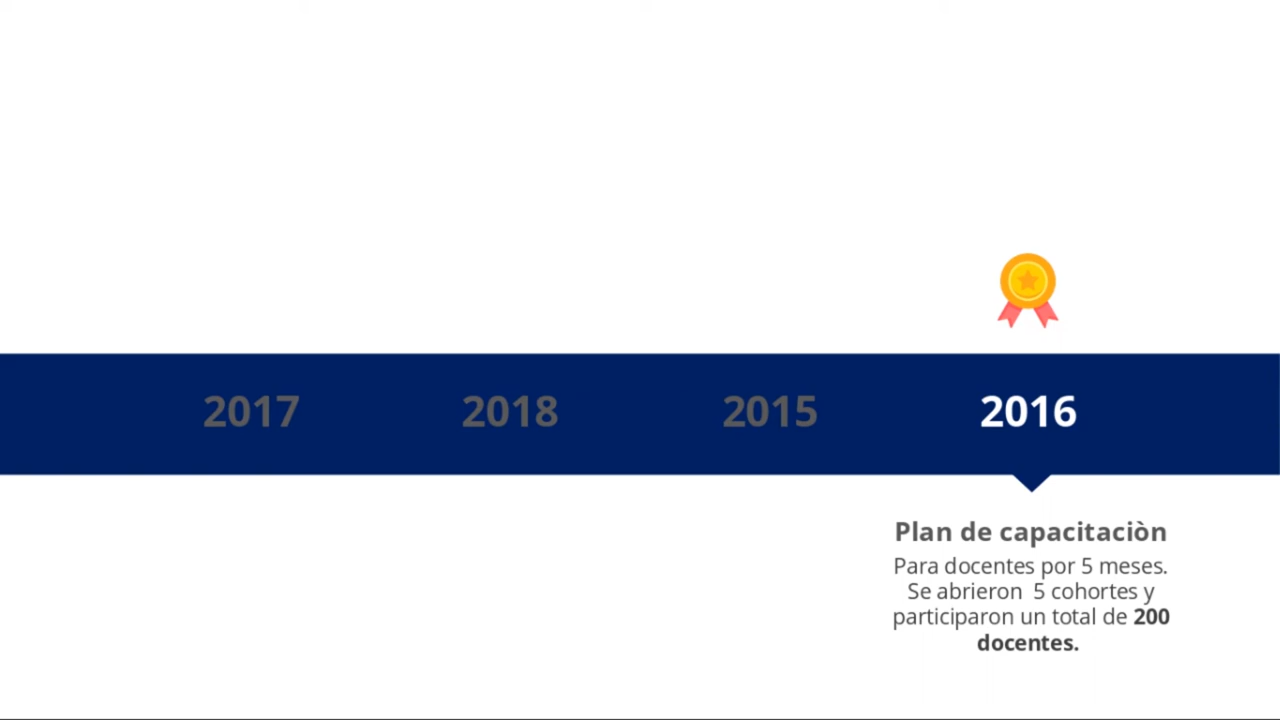 2017 2018 2015 2016
Plan de capacitaciòn
Para docentes por 5 meses.
Se abrieron 5 cohortes y
participaron un total de 200
docentes.